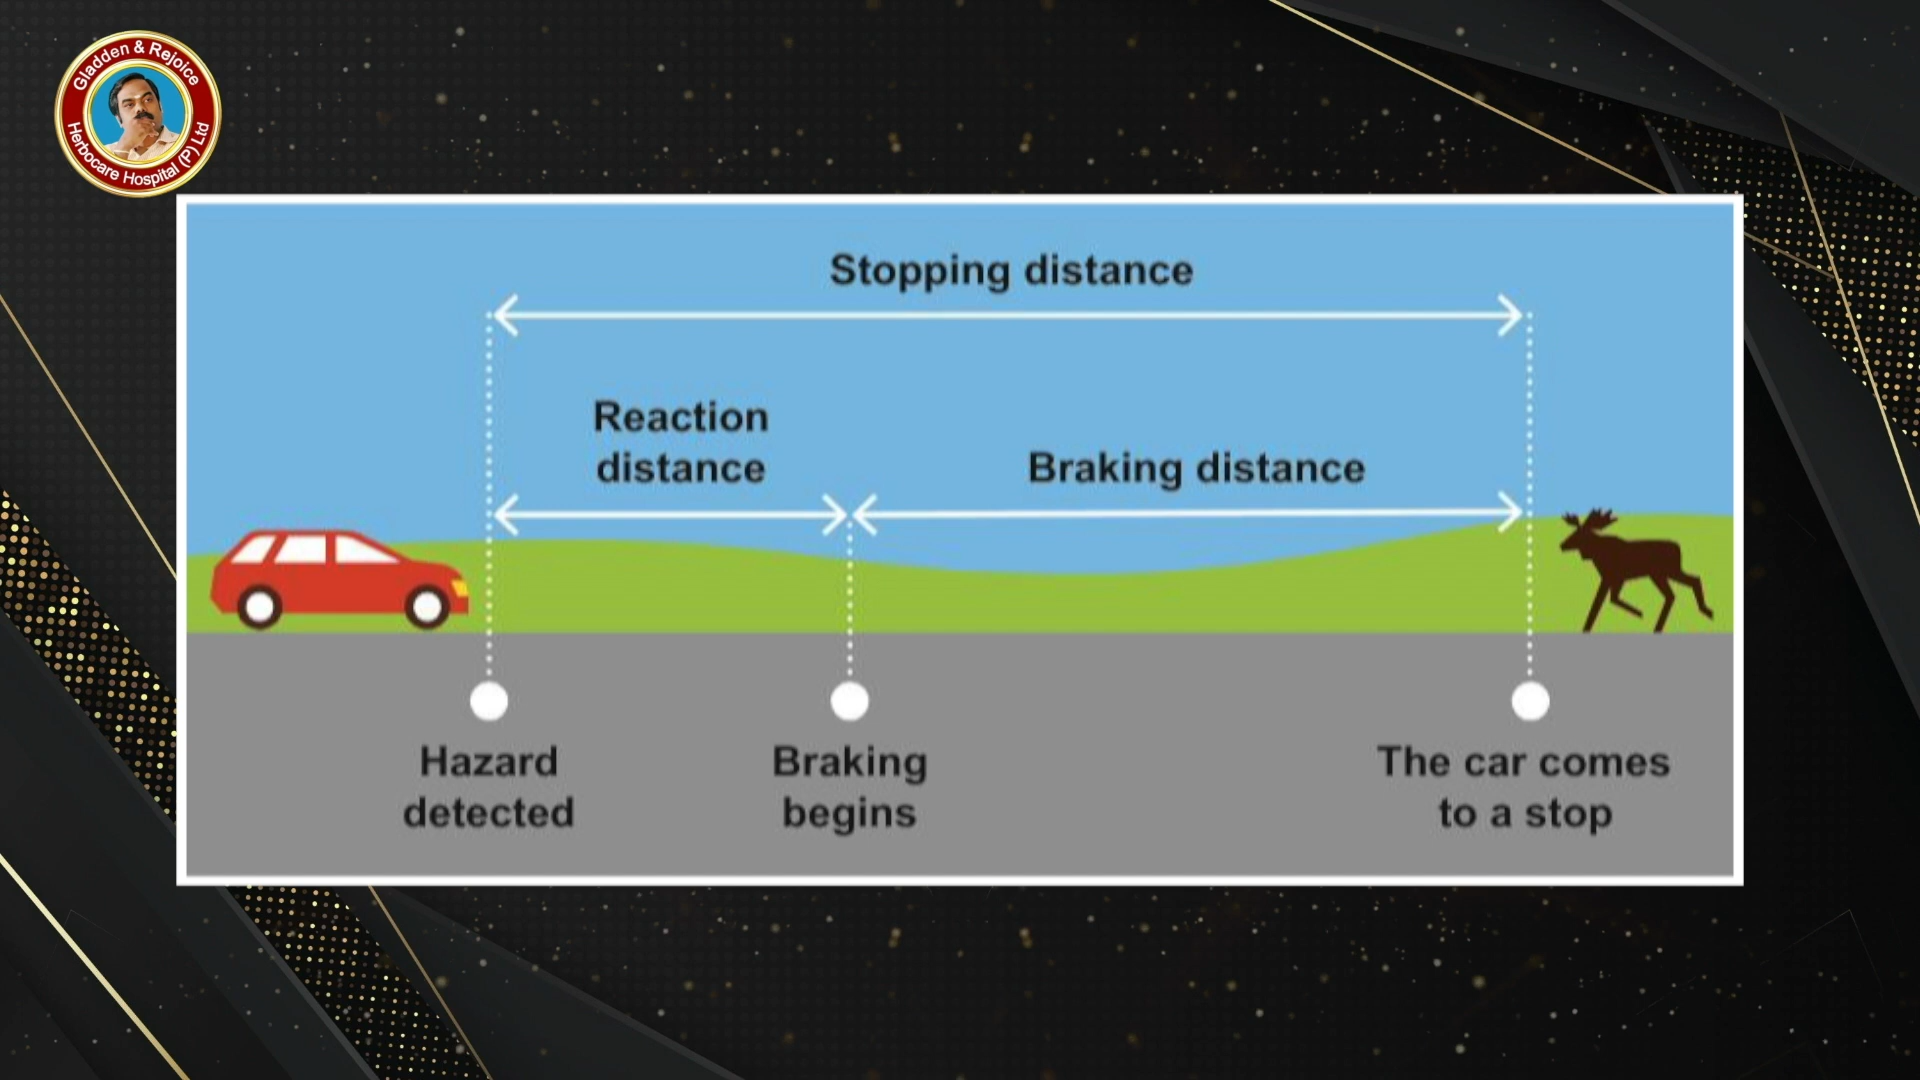 Gladden & Rejoice
Herbocare Hospital (P) Ltd
Stopping distance
Reaction
distance
Braking distance
Hazard
detected
Braking
begins
The car comes
to a stop